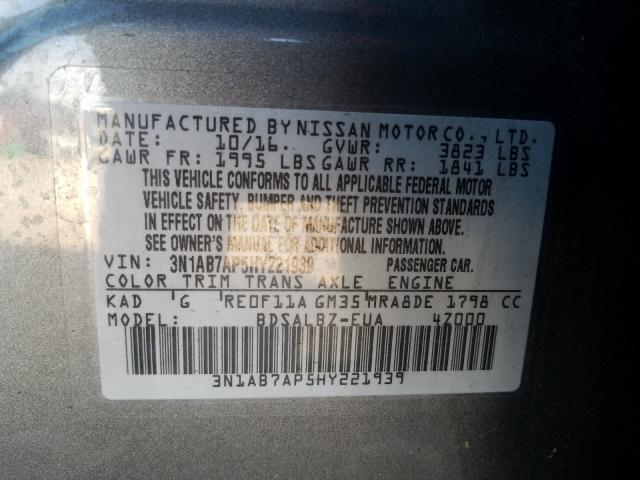 MANUFACTURED BY NISSAN MOTOR CO., LTD.
DATE: 10/16. GVWR: 3823 LBS
GAWR FR: 1995 LBS GAWR RR: 1841 LBS
THIS VEHICLE CONFORMS TO ALL APPLICABLE FEDERAL MOTOR
VEHICLE SAFETY, BUMPER AND THEFT PREVENTION STANDARDS
IN EFFECT ON THE DATE OF MANUFACTURE SHOWN ABOVE.
SEE OWNER'S MANUAL FOR ADDITIONAL INFORMATION.
VIN: 3N1AB7AP5HY221939 PASSENGER CAR.
COLOR TRIM TRANS AXLE ENGINE
KAD G RE0F11A GM35 MRA8DE 1798 CC
MODEL: BDSALBZ-EUA 4Z000
3N1AB7AP5HY221939